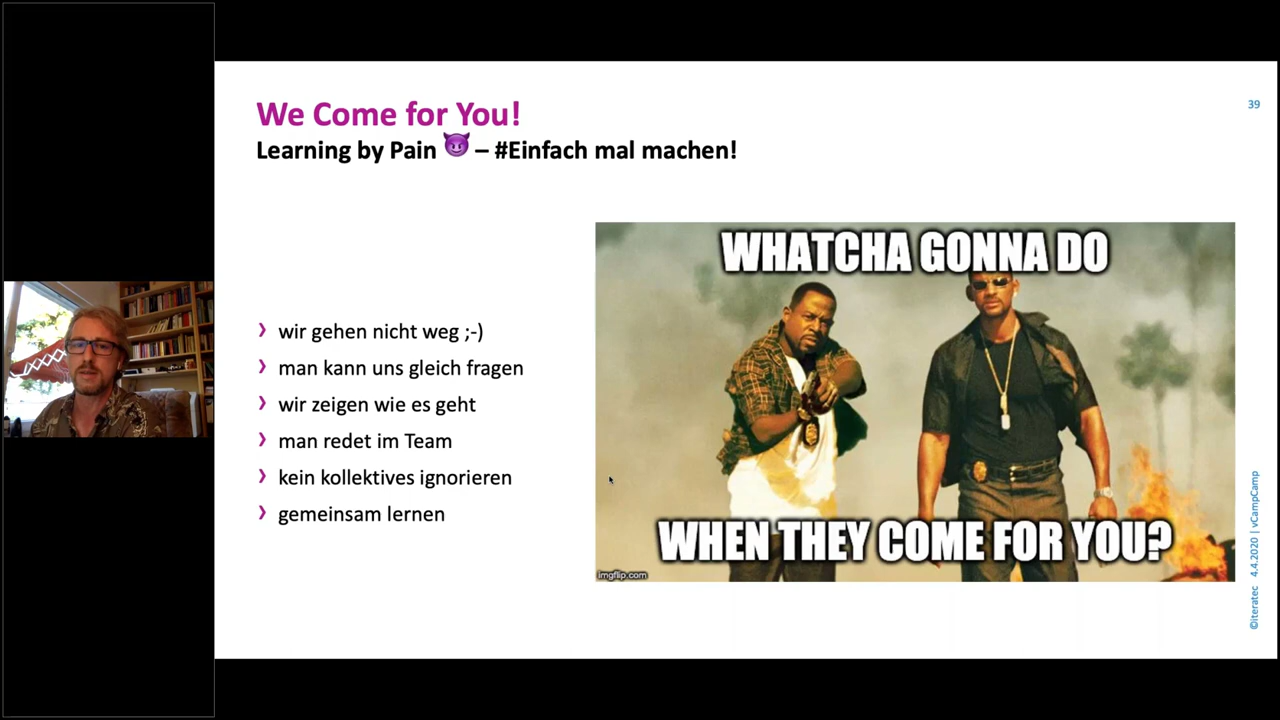 We Come for You!
39
Learning by Pain 😈 – #Einfach mal machen!
WHATCHA GONNA DO
› wir gehen nicht weg ;-)
› man kann uns gleich fragen
› wir zeigen wie es geht
› man redet im Team
› kein kollektives ignorieren
› gemeinsam lernen
WHEN THEY COME FOR YOU?
imgflip.com
©iteratec 4.4.2020 | vCampCamp